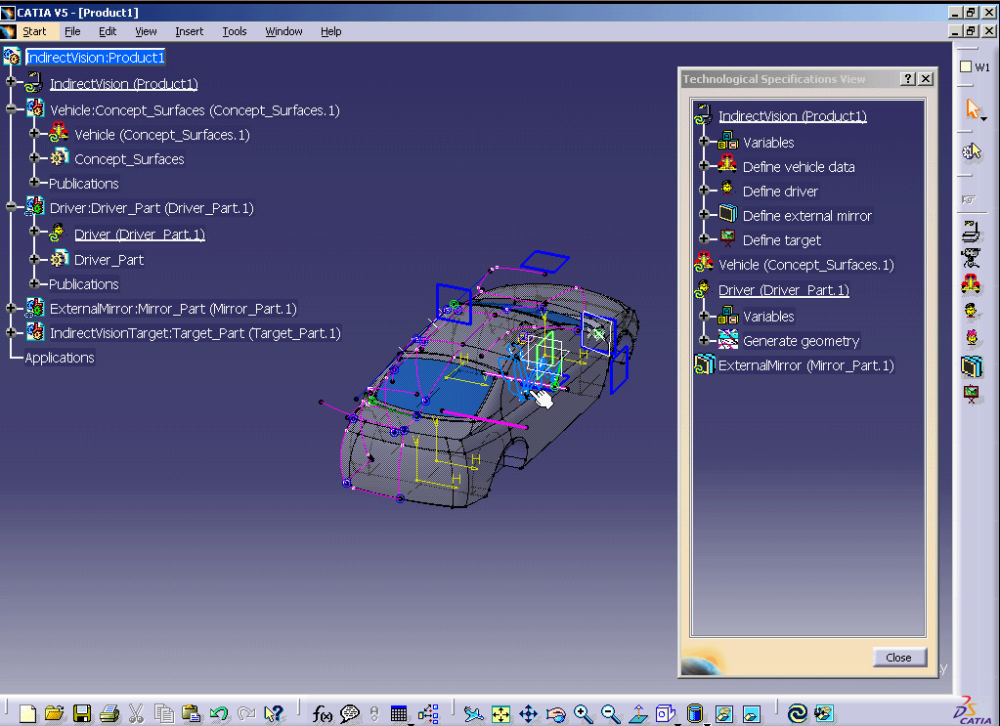 CATIA V5 - [Product1]
Start File Edit View Insert Tools Window Help
IndirectVision:Product1
IndirectVision (Product1)
Vehicle:Concept_Surfaces (Concept_Surfaces.1)
Vehicle (Concept_Surfaces.1)
Concept_Surfaces
Publications
Driver:Driver_Part (Driver_Part.1)
Driver (Driver_Part.1)
Driver_Part
Publications
ExternalMirror:Mirror_Part (Mirror_Part.1)
IndirectVisionTarget:Target_Part (Target_Part.1)
Applications
Technological Specifications View
IndirectVision (Product1)
Variables
Define vehicle data
Define driver
Define external mirror
Define target
Vehicle (Concept_Surfaces.1)
Driver (Driver_Part.1)
Variables
Generate geometry
ExternalMirror (Mirror_Part.1)
Close
W1
V
H
V
H
H
f(x)
CATIA